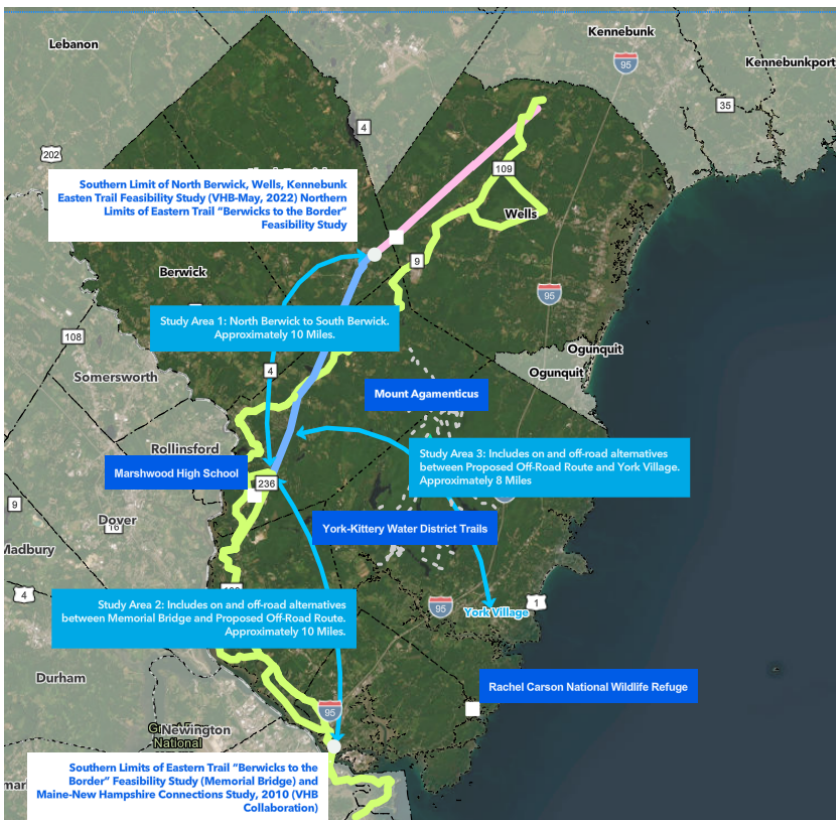 Lebanon
Kennebunk
95
Kennebunkport
35
4
202
109
Southern Limit of North Berwick, Wells, Kennebunk
Easten Trail Feasibility Study (VHB-May, 2022) Northern
Limits of Eastern Trail “Berwicks to the Border”
Feasibility Study
Wells
9
Berwick
95
Study Area 1: North Berwick to South Berwick.
Approximately 10 Miles.
108
Ogunquit
Ogunquit
4
Somersworth
Mount Agamenticus
Rollinsford
Study Area 3: Includes on and off-road alternatives
between Proposed Off-Road Route and York Village.
Approximately 8 Miles
Marshwood High School
236
9
Dover
16
York-Kittery Water District Trails
Madbury
4
Study Area 2: Includes on and off-road alternatives
between Memorial Bridge and Proposed Off-Road Route.
Approximately 10 Miles.
95
1
York Village
Durham
Rachel Carson National Wildlife Refuge
95
Newington
National
Southern Limits of Eastern Trail “Berwicks to the
Border” Feasibility Study (Memorial Bridge) and
Maine-New Hampshire Connections Study, 2010 (VHB
Collaboration)